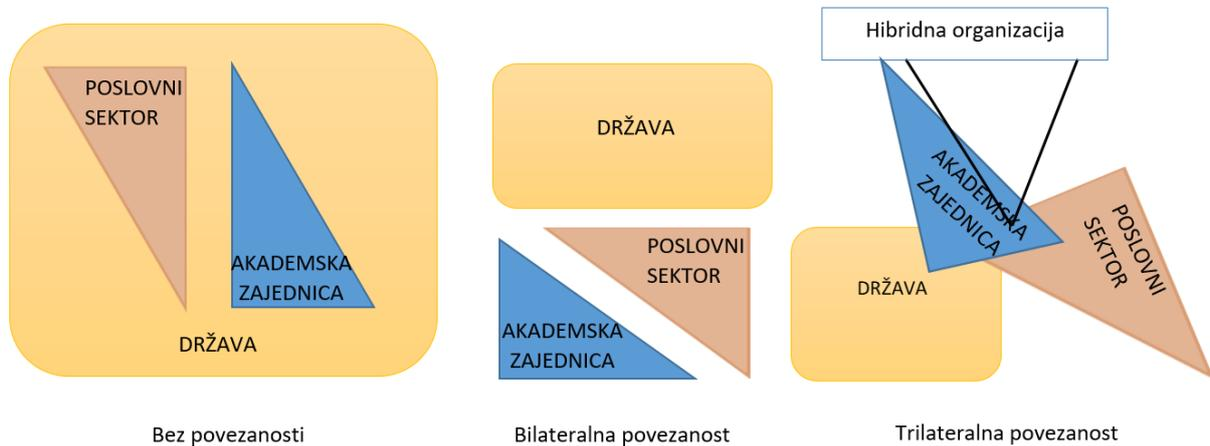 POSLOVNI
SEKTOR
AKADEMSKA
ZAJEDNICA
DRŽAVA
Bez povezanosti
DRŽAVA
POSLOVNI
SEKTOR
AKADEMSKA
ZAJEDNICA
Bilateralna povezanost
Hibridna organizacija
AKADEMSKA
ZAJEDNICA
POSLOVNI
SEKTOR
DRŽAVA
Trilateralna povezanost